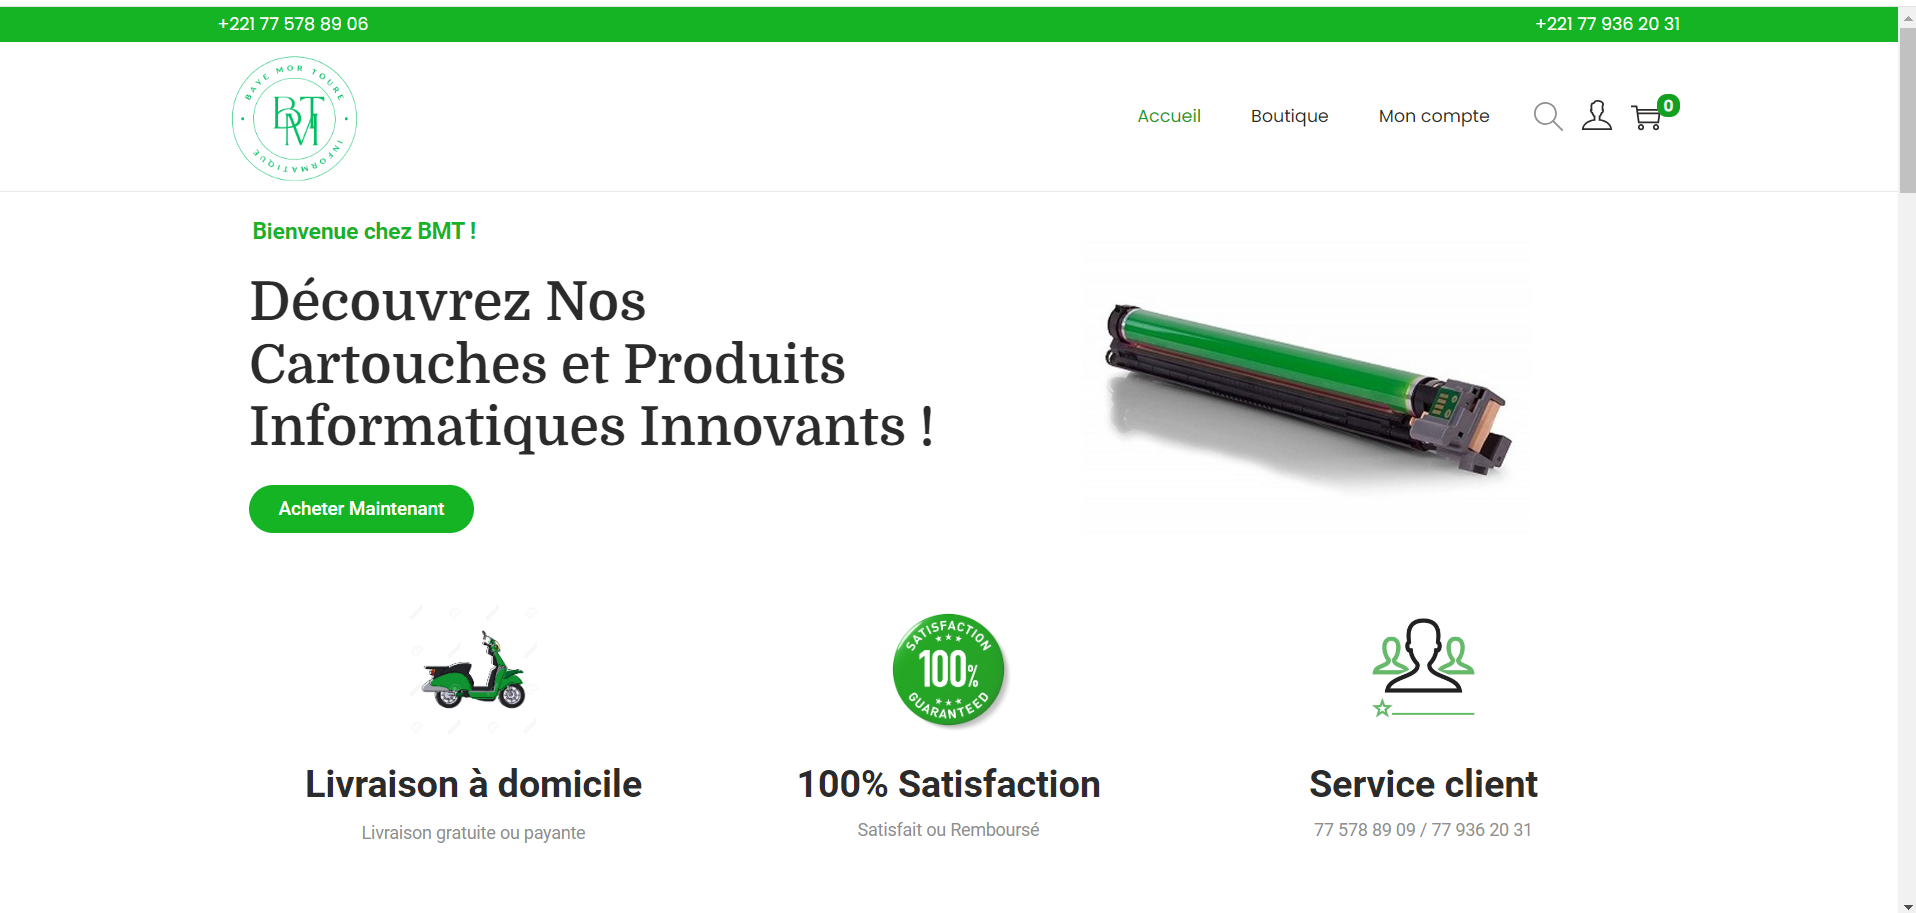 +221 77 578 89 06
+221 77 936 20 31
BAYE MOR TOURE
BTM
INFORMATIQUE
Accueil
Boutique
Mon compte
0
Bienvenue chez BMT !
Découvrez Nos
Cartouches et Produits
Informatiques Innovants !
Acheter Maintenant
SATISFACTION
100%
GUARANTEED
Livraison à domicile
100% Satisfaction
Service client
Livraison gratuite ou payante
Satisfait ou Remboursé
77 578 89 09 / 77 936 20 31